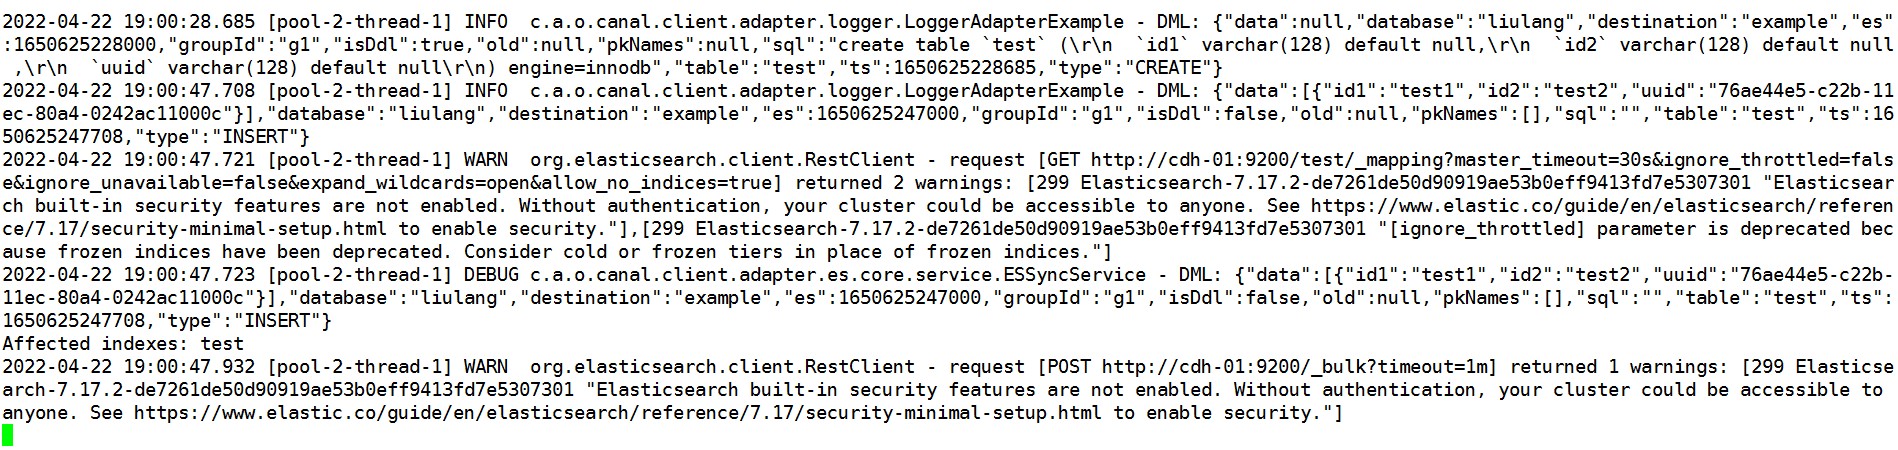 2022-04-22 19:00:28.685 [pool-2-thread-1] INFO  c.a.o.canal.client.adapter.logger.LoggerAdapterExample - DML: {"data":null,"database":"liulang","destination":"example","es"
:1650625228000,"groupId":"g1","isDdl":true,"old":null,"pkNames":null,"sql":"create table `test` (\r\n  `id1` varchar(128) default null,\r\n  `id2` varchar(128) default null
 ,\r\n  `uuid` varchar(128) default null\r\n) engine=innodb","table":"test","ts":1650625228685,"type":"CREATE"}
2022-04-22 19:00:47.708 [pool-2-thread-1] INFO  c.a.o.canal.client.adapter.logger.LoggerAdapterExample - DML: {"data":[{"id1":"test1","id2":"test2","uuid":"76ae44e5-c22b-11
ec-80a4-0242ac11000c"}],"database":"liulang","destination":"example","es":1650625247000,"groupId":"g1","isDdl":false,"old":null,"pkNames":[],"sql":"","table":"test","ts":16
50625247708,"type":"INSERT"}
2022-04-22 19:00:47.721 [pool-2-thread-1] WARN  org.elasticsearch.client.RestClient - request [GET http://cdh-01:9200/test/_mapping?master_timeout=30s&ignore_throttled=fals
e&ignore_unavailable=false&expand_wildcards=open&allow_no_indices=true] returned 2 warnings: [299 Elasticsearch-7.17.2-de7261de50d90919ae53b0eff9413fd7e5307301 "Elasticsear
ch built-in security features are not enabled. Without authentication, your cluster could be accessible to anyone. See https://www.elastic.co/guide/en/elasticsearch/referen
ce/7.17/security-minimal-setup.html to enable security."],[299 Elasticsearch-7.17.2-de7261de50d90919ae53b0eff9413fd7e5307301 "[ignore_throttled] parameter is deprecated bec
ause frozen indices have been deprecated. Consider cold or frozen tiers in place of frozen indices."]
2022-04-22 19:00:47.723 [pool-2-thread-1] DEBUG c.a.o.canal.client.adapter.es.core.service.ESSyncService - DML: {"data":[{"id1":"test1","id2":"test2","uuid":"76ae44e5-c22b-
11ec-80a4-0242ac11000c"}],"database":"liulang","destination":"example","es":1650625247000,"groupId":"g1","isDdl":false,"old":null,"pkNames":[],"sql":"","table":"test","ts":
1650625247708,"type":"INSERT"}
Affected indexes: test
2022-04-22 19:00:47.932 [pool-2-thread-1] WARN  org.elasticsearch.client.RestClient - request [POST http://cdh-01:9200/_bulk?timeout=1m] returned 1 warnings: [299 Elasticse
arch-7.17.2-de7261de50d90919ae53b0eff9413fd7e5307301 "Elasticsearch built-in security features are not enabled. Without authentication, your cluster could be accessible to
anyone. See https://www.elastic.co/guide/en/elasticsearch/reference/7.17/security-minimal-setup.html to enable security."]